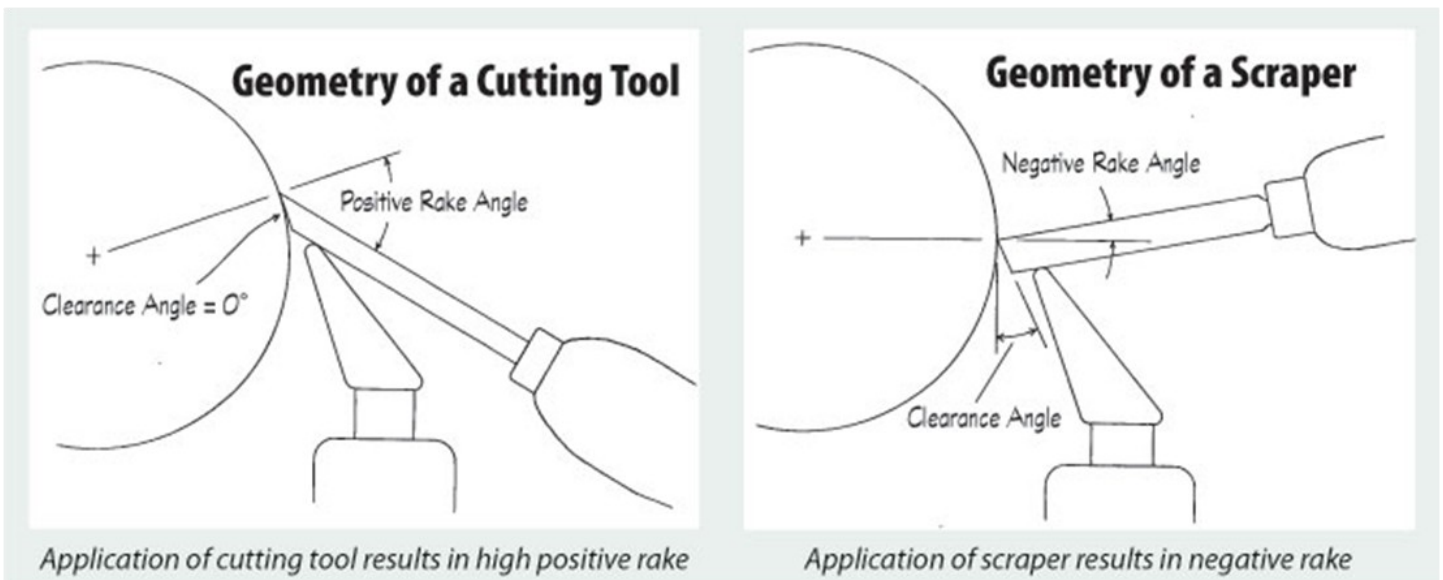 Geometry of a Cutting Tool
Positive Rake Angle
Clearance Angle = 0°
Application of cutting tool results in high positive rake
Geometry of a Scraper
Negative Rake Angle
Clearance Angle
Application of scraper results in negative rake